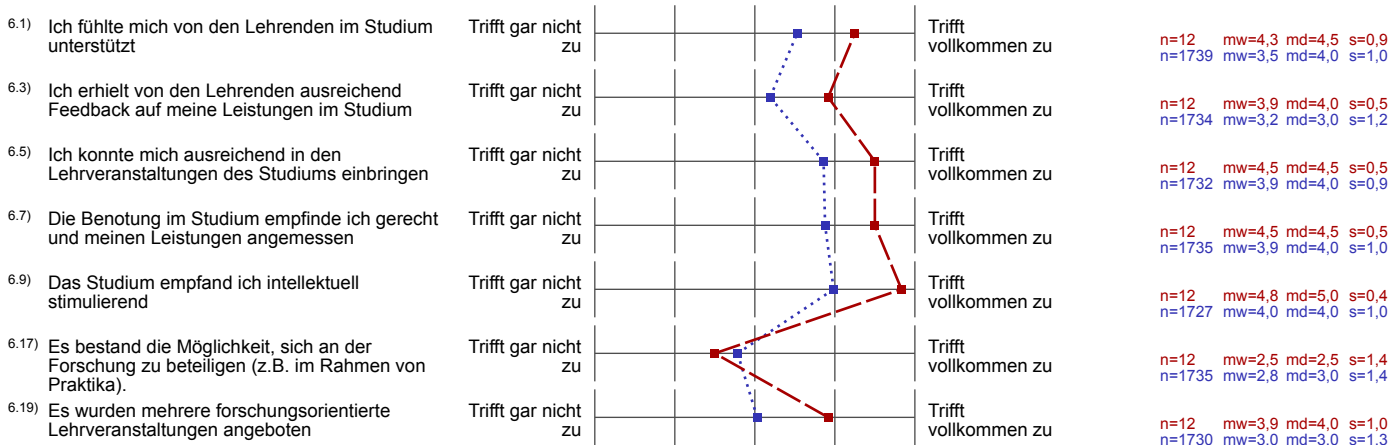 6.1) Ich fühlte mich von den Lehrenden im Studium
unterstützt
Trifft gar nicht
zu
Trifft
vollkommen zu
n=12 mw=4,3 md=4,5 s=0,9
n=1739 mw=3,5 md=4,0 s=1,0
6.3) Ich erhielt von den Lehrenden ausreichend
Feedback auf meine Leistungen im Studium
Trifft gar nicht
zu
Trifft
vollkommen zu
n=12 mw=3,9 md=4,0 s=0,5
n=1734 mw=3,2 md=3,0 s=1,2
6.5) Ich konnte mich ausreichend in den
Lehrveranstaltungen des Studiums einbringen
Trifft gar nicht
zu
Trifft
vollkommen zu
n=12 mw=4,5 md=4,5 s=0,5
n=1732 mw=3,9 md=4,0 s=0,9
6.7) Die Benotung im Studium empfinde ich gerecht
und meinen Leistungen angemessen
Trifft gar nicht
zu
Trifft
vollkommen zu
n=12 mw=4,5 md=4,5 s=0,5
n=1735 mw=3,9 md=4,0 s=1,0
6.9) Das Studium empfand ich intellektuell
stimulierend
Trifft gar nicht
zu
Trifft
vollkommen zu
n=12 mw=4,8 md=5,0 s=0,4
n=1727 mw=4,0 md=4,0 s=1,0
6.17) Es bestand die Möglichkeit, sich an der
Forschung zu beteiligen (z.B. im Rahmen von
Praktika).
Trifft gar nicht
zu
Trifft
vollkommen zu
n=12 mw=2,5 md=2,5 s=1,4
n=1735 mw=2,8 md=3,0 s=1,4
6.19) Es wurden mehrere forschungsorientierte
Lehrveranstaltungen angeboten
Trifft gar nicht
zu
Trifft
vollkommen zu
n=12 mw=3,9 md=4,0 s=1,0
n=1730 mw=3,0 md=3,0 s=1,3